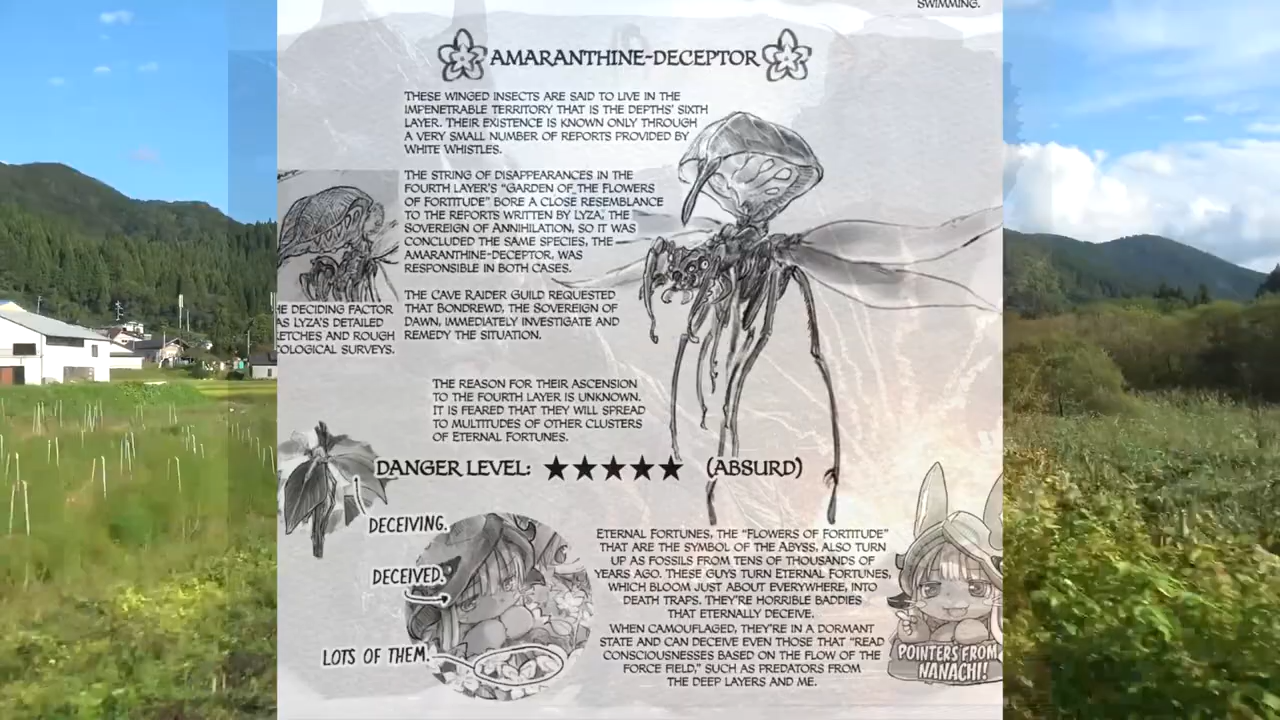 SWIMMING.
AMARANTHINE-DECEPTOR
THESE WINGED INSECTS ARE SAID TO LIVE IN THE
IMPENETRABLE TERRITORY THAT IS THE DEPTHS' SIXTH
LAYER. THEIR EXISTENCE IS KNOWN ONLY THROUGH
A VERY SMALL NUMBER OF REPORTS PROVIDED BY
WHITE WHISTLES.
THE STRING OF DISAPPEARANCES IN THE
FOURTH LAYER'S "GARDEN OF THE FLOWERS
OF FORTITUDE" BORE A CLOSE RESEMBLANCE
TO THE REPORTS WRITTEN BY LYZA, THE
SOVEREIGN OF ANNIHILATION, SO IT WAS
CONCLUDED THE SAME SPECIES, THE
AMARANTHINE-DECEPTOR, WAS
RESPONSIBLE IN BOTH CASES.
HE DECIDING FACTOR
AS LYZA'S DETAILED
ETCHES AND ROUGH
COLOGICAL SURVEYS.
THE CAVE RAIDER GUILD REQUESTED
THAT BONDREWD, THE SOVEREIGN OF
DAWN, IMMEDIATELY INVESTIGATE AND
REMEDY THE SITUATION.
THE REASON FOR THEIR ASCENSION
TO THE FOURTH LAYER IS UNKNOWN.
IT IS FEARED THAT THEY WILL SPREAD
TO MULTITUDES OF OTHER CLUSTERS
OF ETERNAL FORTUNES.
DANGER LEVEL: ★★★★★ (ABSURD)
DECEIVING.
DECEIVED.
LOTS OF THEM.
ETERNAL FORTUNES, THE "FLOWERS OF FORTITUDE"
THAT ARE THE SYMBOL OF THE ABYSS, ALSO TURN
UP AS FOSSILS FROM TENS OF THOUSANDS OF
YEARS AGO. THESE GUYS TURN ETERNAL FORTUNES,
WHICH BLOOM JUST ABOUT EVERYWHERE, INTO
DEATH TRAPS. THEY'RE HORRIBLE BADDIES
THAT ETERNALLY DECEIVE.
WHEN CAMOUFLAGED, THEY'RE IN A DORMANT
STATE AND CAN DECEIVE EVEN THOSE THAT "READ
CONSCIOUSNESSES BASED ON THE FLOW OF THE
FORCE FIELD," SUCH AS PREDATORS FROM
THE DEEP LAYERS AND ME.
POINTERS FROM
NANACHI!